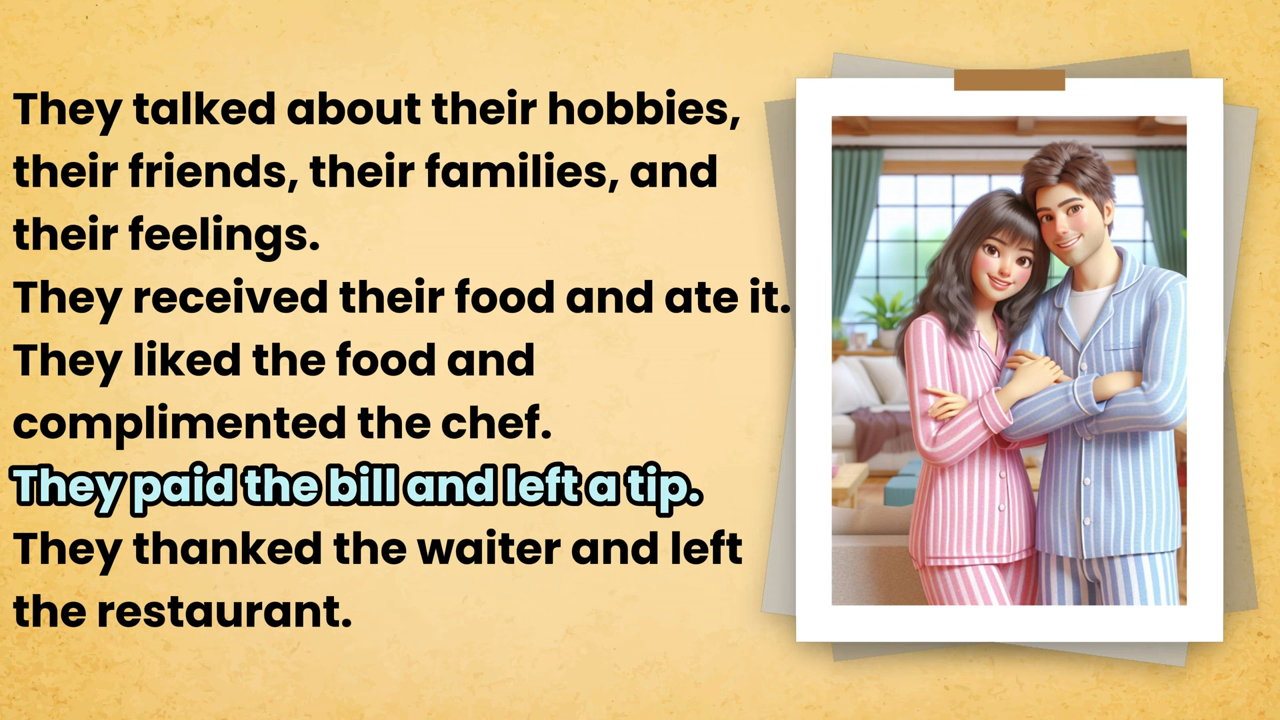 They talked about their hobbies,
their friends, their families, and
their feelings.
They received their food and ate it.
They liked the food and
complimented the chef.
They paid the bill and left a tip.
They thanked the waiter and left
the restaurant.